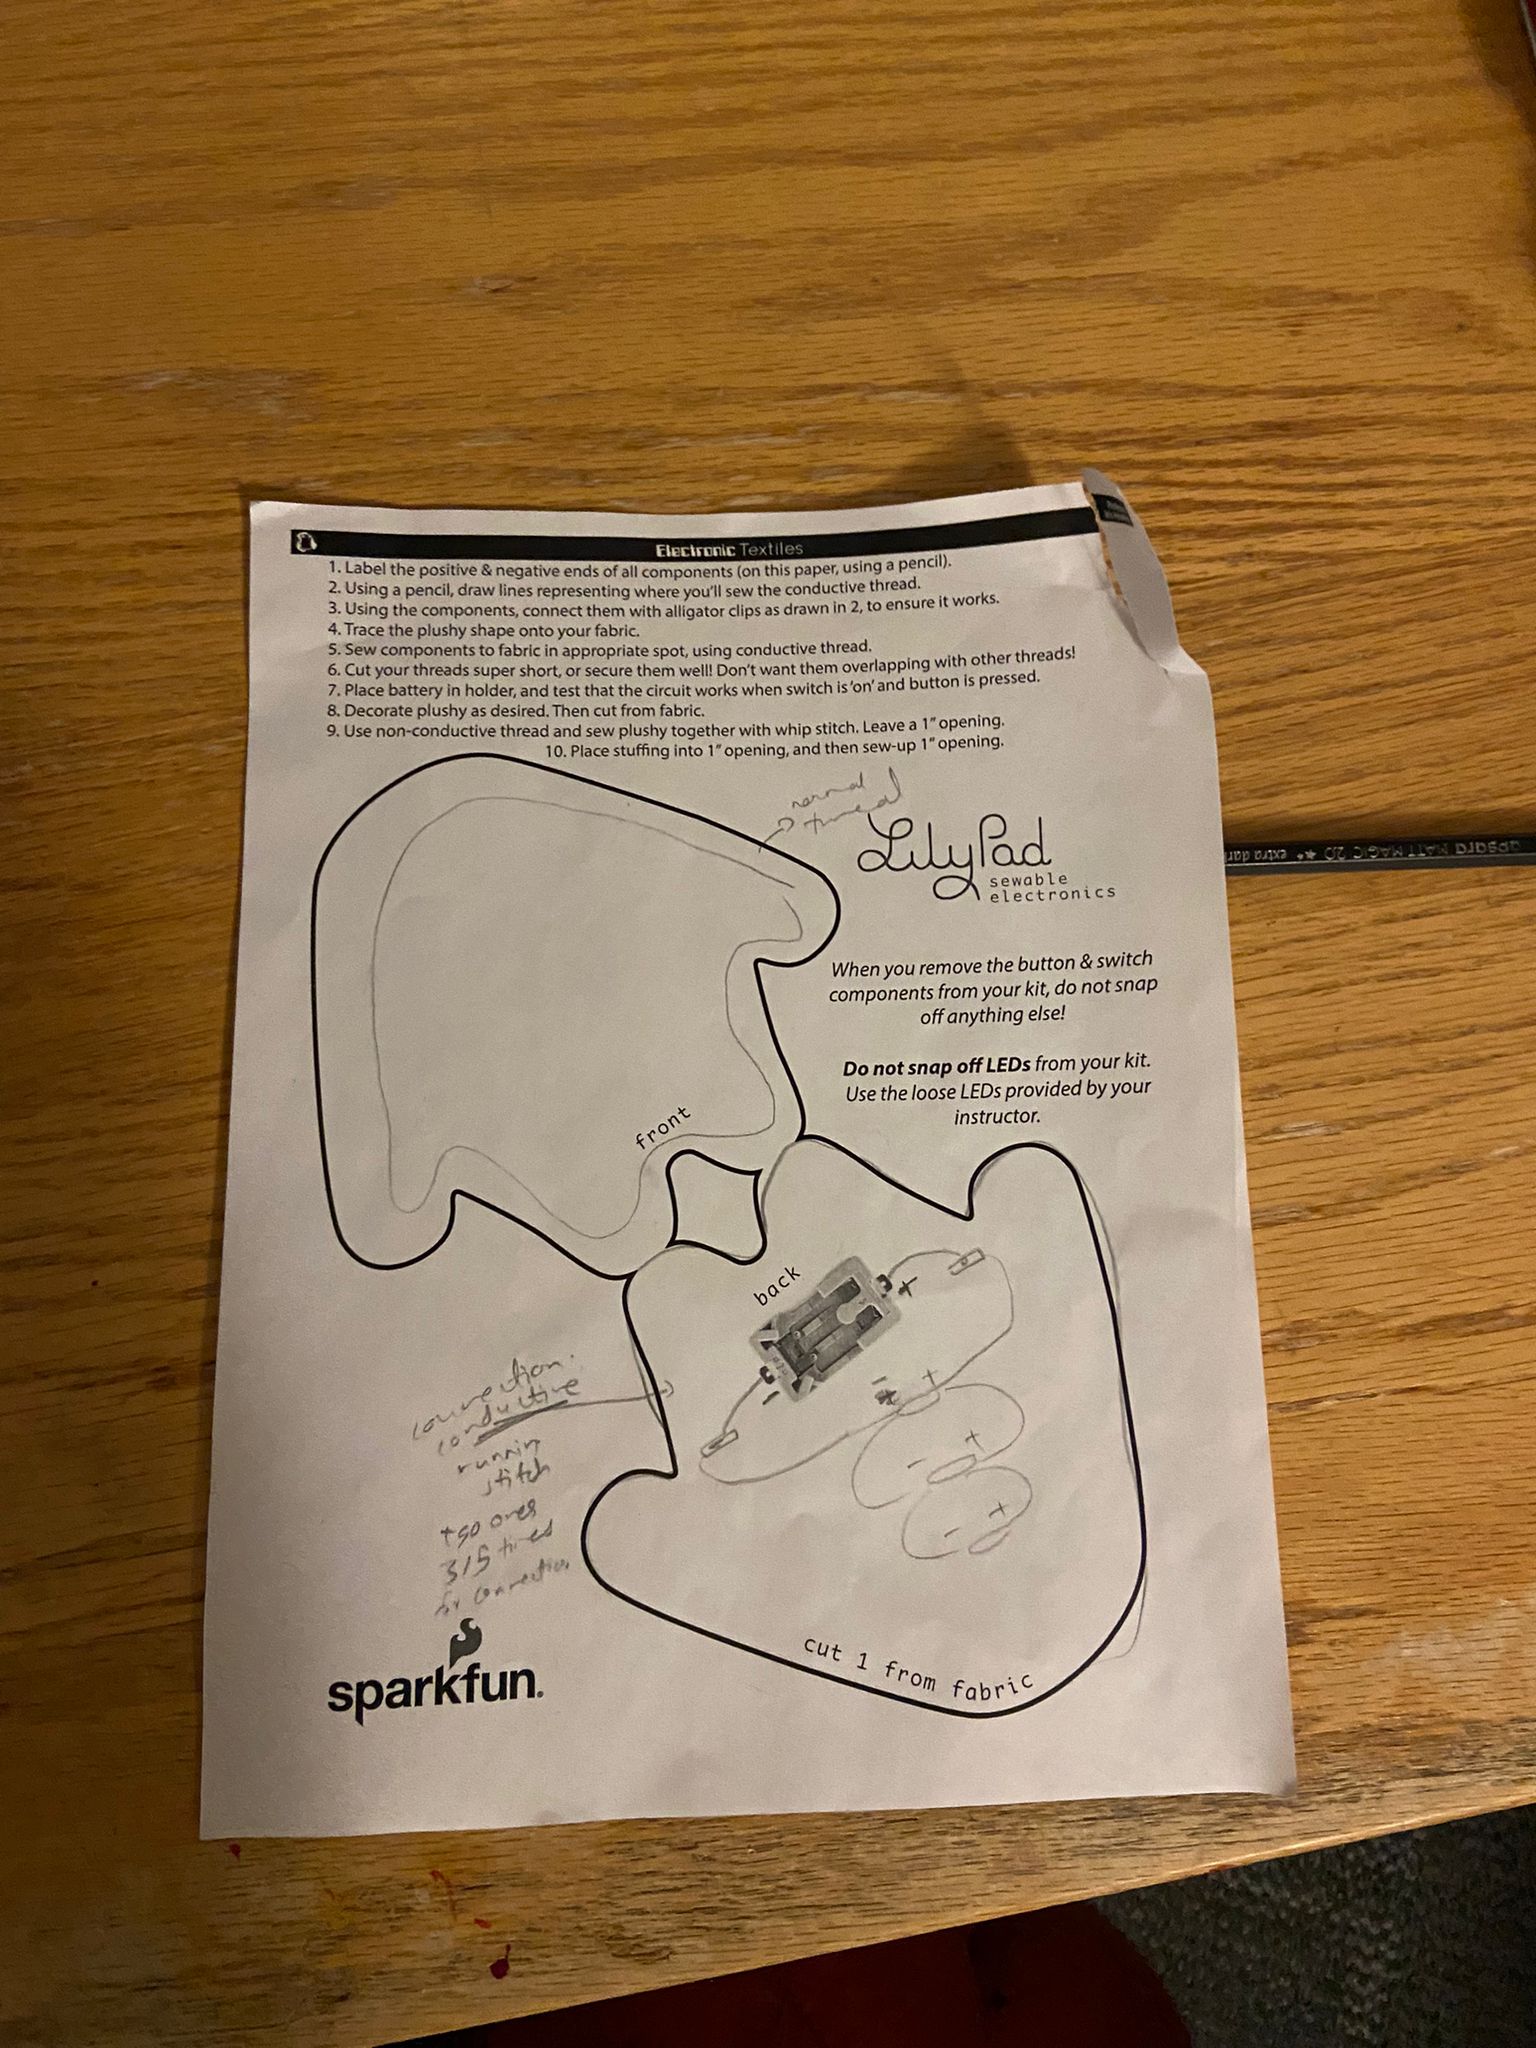 Electronic Textiles
1. Label the positive & negative ends of all components (on this paper, using a pencil).
2. Using a pencil, draw lines representing where you'll sew the conductive thread.
3. Using the components, connect them with alligator clips as drawn in 2, to ensure it works.
4. Trace the plushy shape onto your fabric.
5. Sew components to fabric in appropriate spot, using conductive thread.
6. Cut your threads super short, or secure them well! Don't want them overlapping with other threads!
7. Place battery in holder, and test that the circuit works when switch is 'on' and button is pressed.
8. Decorate plushy as desired. Then cut from fabric.
9. Use non-conductive thread and sew plushy together with whip stitch. Leave a 1" opening.
10. Place stuffing into 1" opening, and then sew-up 1" opening.
normal
LilyPad
sewable
electronics
apsara MATT MAGIC 2.0 ★ extra dark
When you remove the button & switch
components from your kit, do not snap
off anything else!
Do not snap off LEDs from your kit.
Use the loose LEDs provided by your
instructor.
front
back
+
-
- +
+
-
+
-
connection
conductive
running
stitch
for connection
cut 1 from fabric
sparkfun.